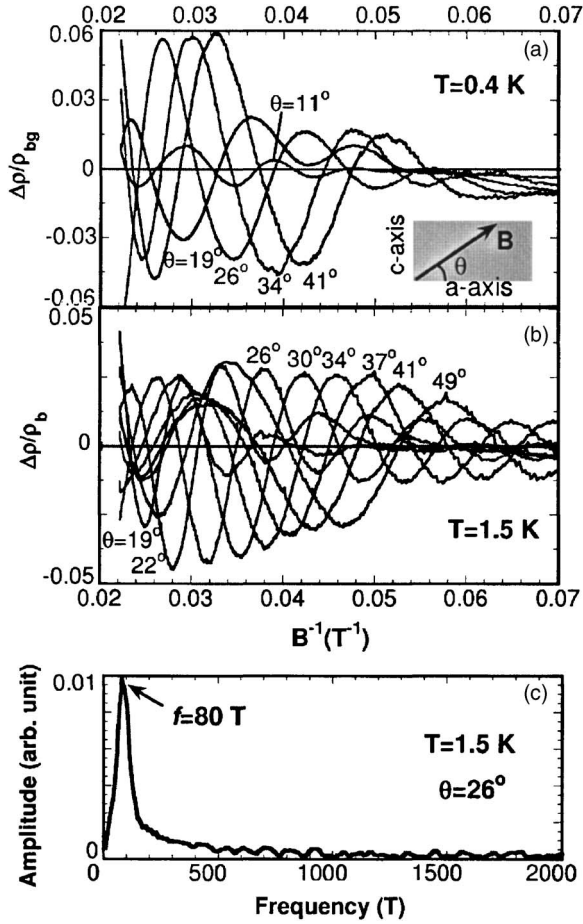 0.02 0.03 0.04 0.05 0.06 0.07
0.06
(a)
T=0.4 K
0.03
θ=11°
Δρ/ρbg
0
-0.03
θ=19°
26°
34°
41°
c-axis
B
θ
a-axis
-0.05
0.05
(b)
26° 30° 34° 37° 41° 49°
Δρ/ρb
0
θ=19°
22°
T=1.5 K
-0.05
0.02 0.03 0.04 0.05 0.06 0.07
B⁻¹(T⁻¹)
0.01
(c)
f=80 T
T=1.5 K
θ=26°
Amplitude (arb. unit)
0
0 500 1000 1500 2000
Frequency (T)